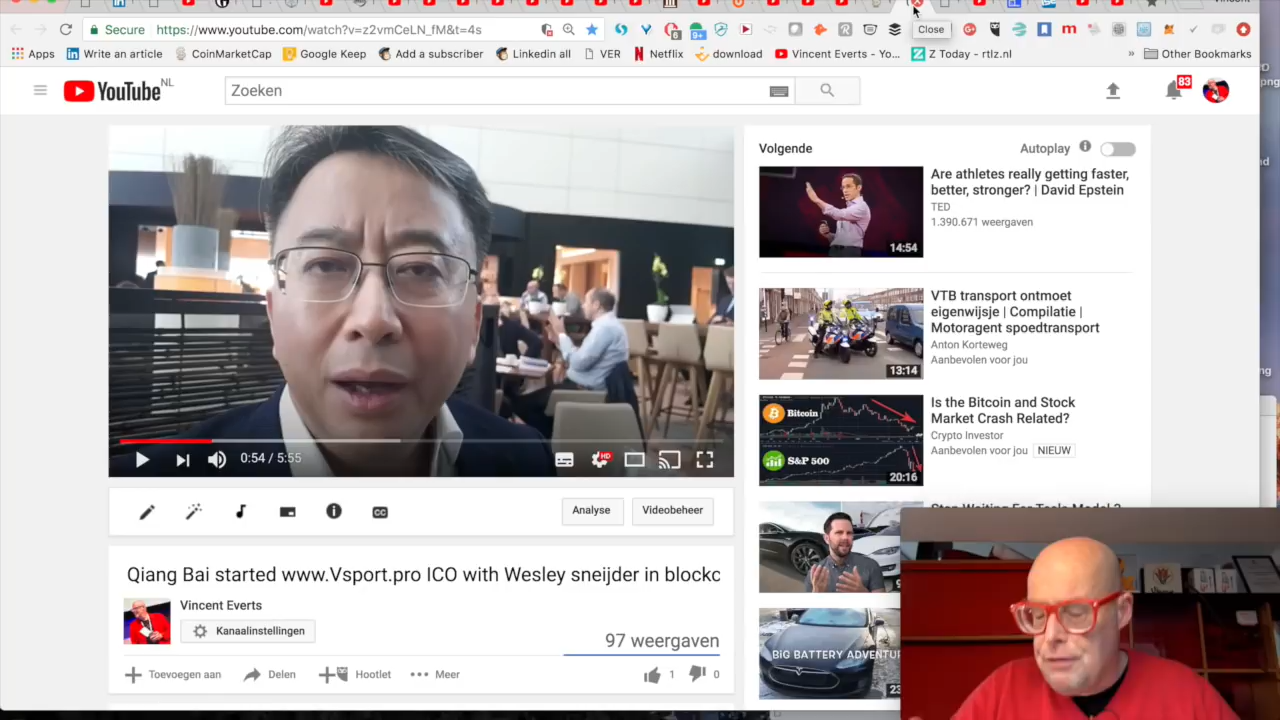 Secure
https://www.youtube.com/watch?v=z2vmCeLN_fM&t=4s
6
9+
Close
Apps
Write an article
CoinMarketCap
Google Keep
Add a subscriber
Linkedin all
VER
Netflix
download
Vincent Everts - Yo...
Z Today - rtlz.nl
»
Other Bookmarks
YouTube NL
Zoeken
83
Volgende
Autoplay
Are athletes really getting faster,
better, stronger? | David Epstein
TED
1.390.671 weergaven
14:54
VTB transport ontmoet
eigenwijsje | Compilatie |
Motoragent spoedtransport
Anton Korteweg
Aanbevolen voor jou
13:14
Is the Bitcoin and Stock
Market Crash Related?
Crypto Investor
Aanbevolen voor jou NIEUW
Bitcoin
S&P 500
20:16
0:54 / 5:55
HD
CC
Analyse
Videobeheer
Qiang Bai started www.Vsport.pro ICO with Wesley sneijder in blockc
Vincent Everts
Kanaalinstellingen
97 weergaven
Toevoegen aan
Delen
Hootlet
Meer
1
0
BIG BATTERY ADVENTU
23